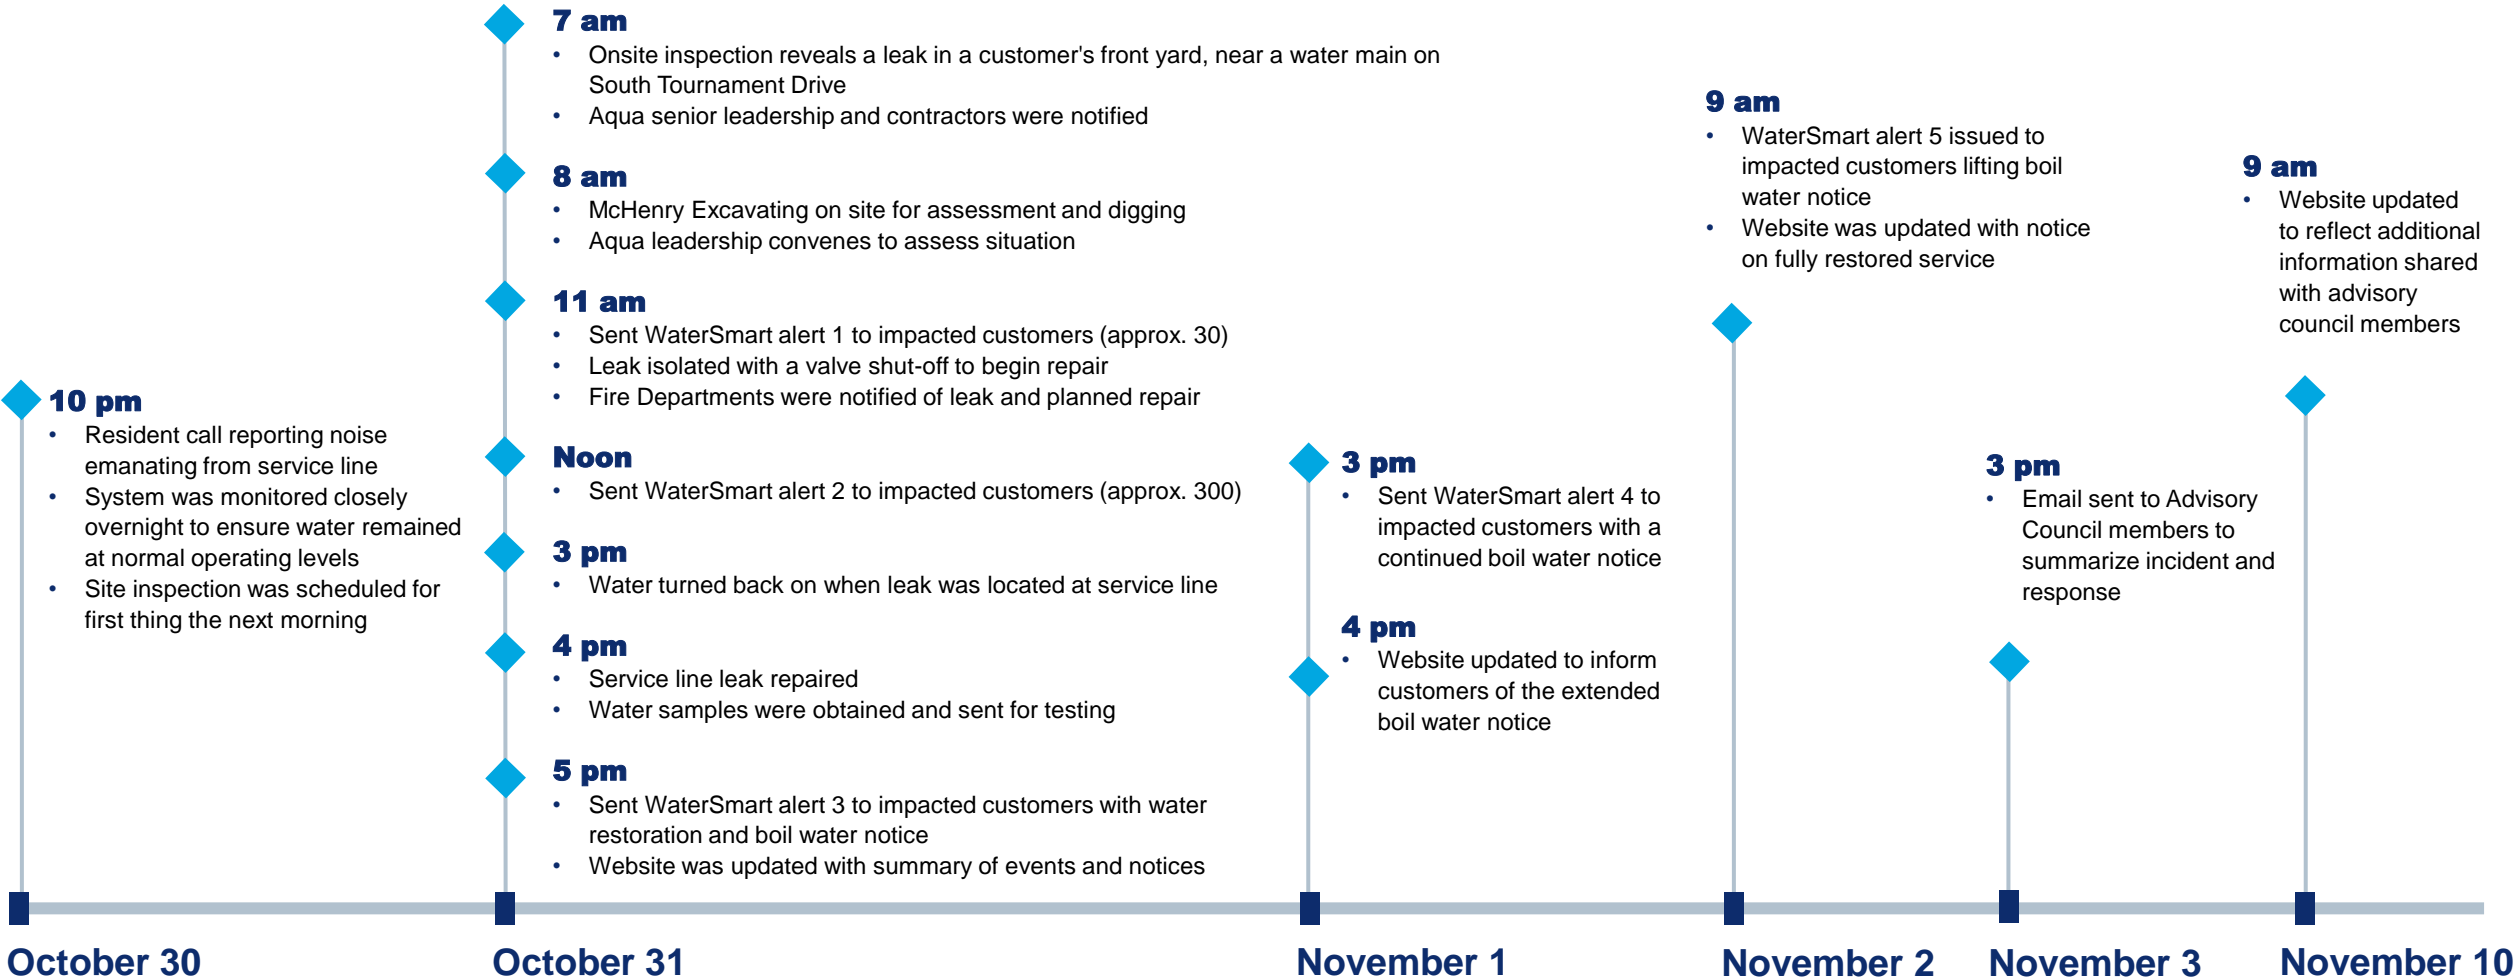 10 pm
• Resident call reporting noise
emanating from service line
• System was monitored closely
overnight to ensure water remained
at normal operating levels
• Site inspection was scheduled for
first thing the next morning
October 30
7 am
• Onsite inspection reveals a leak in a customer's front yard, near a water main on
South Tournament Drive
• Aqua senior leadership and contractors were notified
8 am
• McHenry Excavating on site for assessment and digging
• Aqua leadership convenes to assess situation
11 am
• Sent WaterSmart alert 1 to impacted customers (approx. 30)
• Leak isolated with a valve shut-off to begin repair
• Fire Departments were notified of leak and planned repair
Noon
• Sent WaterSmart alert 2 to impacted customers (approx. 300)
3 pm
• Water turned back on when leak was located at service line
4 pm
• Service line leak repaired
• Water samples were obtained and sent for testing
5 pm
• Sent WaterSmart alert 3 to impacted customers with water
restoration and boil water notice
• Website was updated with summary of events and notices
October 31
3 pm
• Sent WaterSmart alert 4 to
impacted customers with a
continued boil water notice
4 pm
• Website updated to inform
customers of the extended
boil water notice
November 1
9 am
• WaterSmart alert 5 issued to
impacted customers lifting boil
water notice
• Website was updated with notice
on fully restored service
November 2
3 pm
• Email sent to Advisory
Council members to
summarize incident and
response
November 3
9 am
• Website updated
to reflect additional
information shared
with advisory
council members
November 10